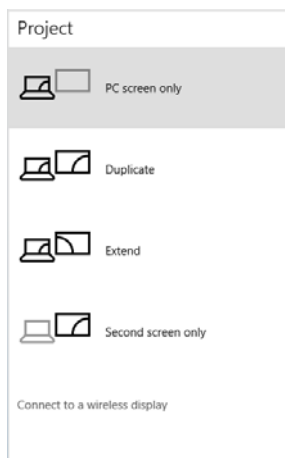 Project
PC screen only
Duplicate
Extend
Second screen only
Connect to a wireless display